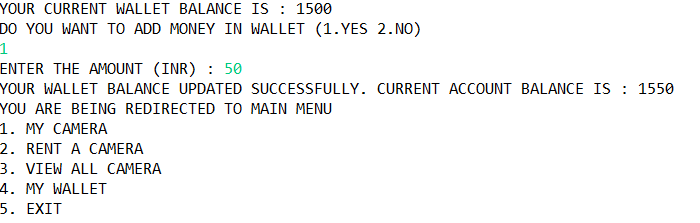 YOUR CURRENT WALLET BALANCE IS : 1500
DO YOU WANT TO ADD MONEY IN WALLET (1.YES 2.NO)
1
ENTER THE AMOUNT (INR) : 50
YOUR WALLET BALANCE UPDATED SUCCESSFULLY. CURRENT ACCOUNT BALANCE IS : 1550
YOU ARE BEING REDIRECTED TO MAIN MENU
1. MY CAMERA
2. RENT A CAMERA
3. VIEW ALL CAMERA
4. MY WALLET
5. EXIT